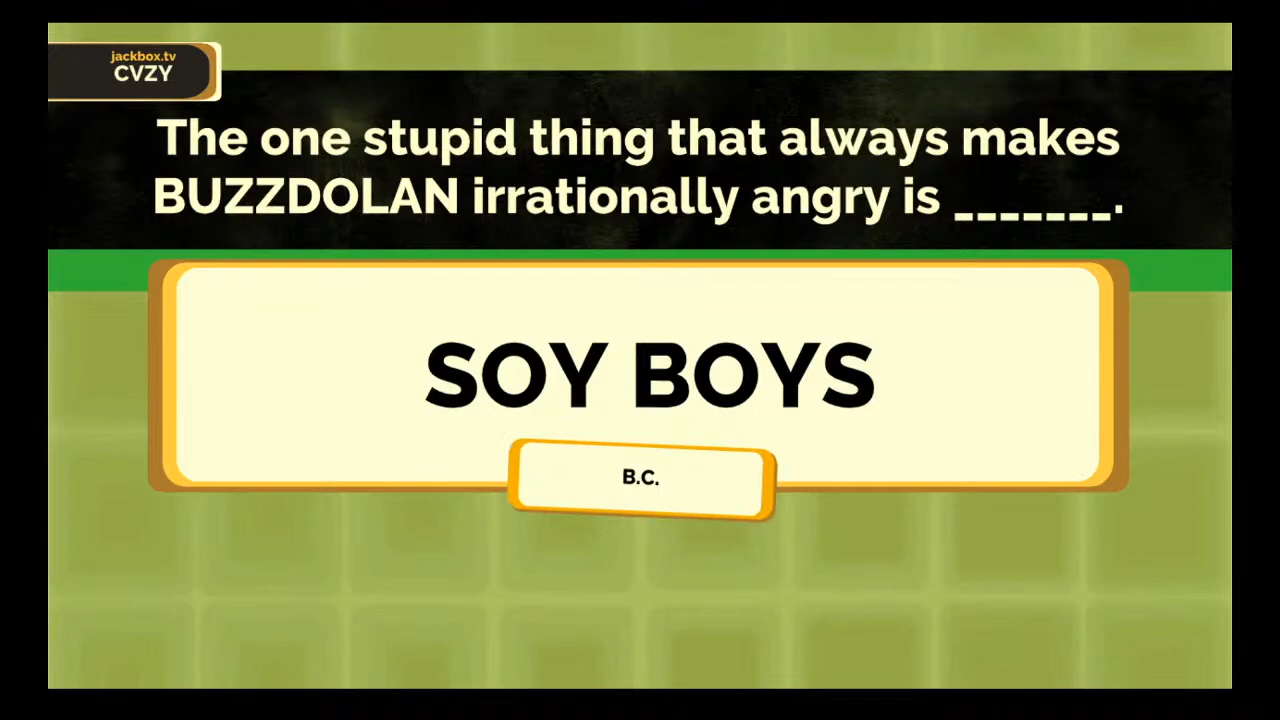 jackbox.tv
CVZY
The one stupid thing that always makes
BUZZDOLAN irrationally angry is _______.
SOY BOYS
B.C.